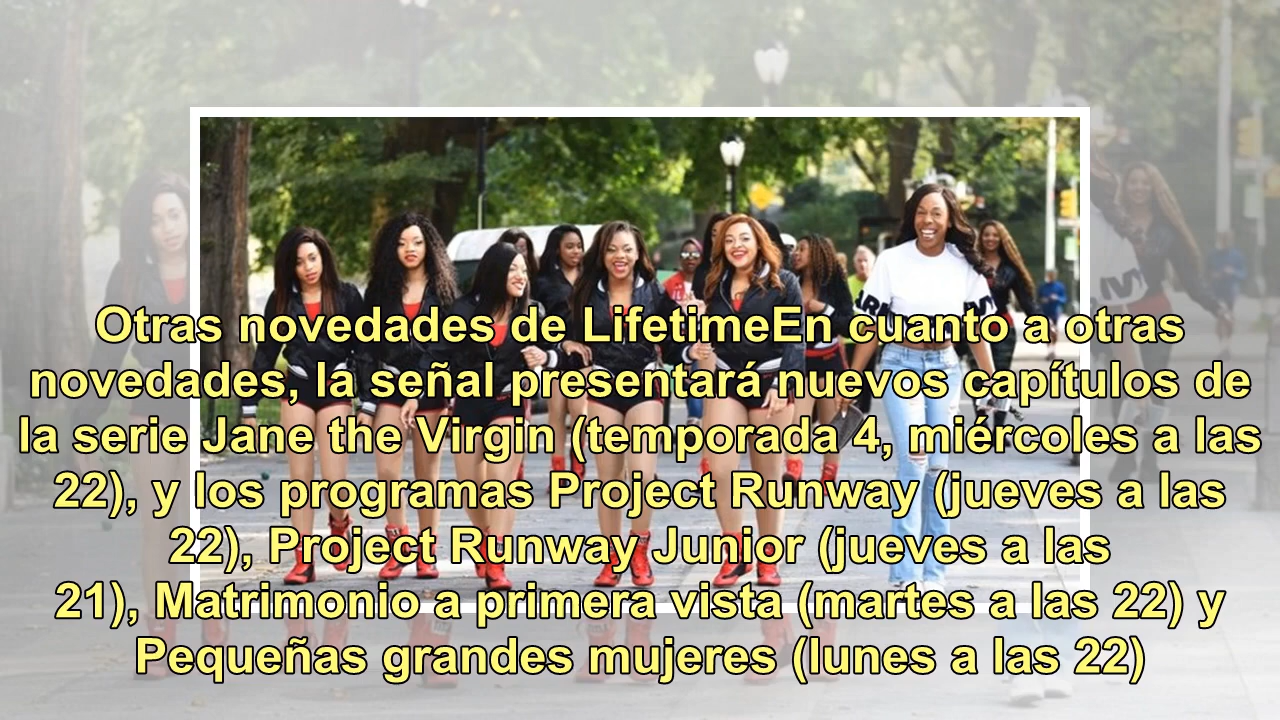 Otras novedades de LifetimeEn cuanto a otras
novedades, la señal presentará nuevos capítulos de
la serie Jane the Virgin (temporada 4, miércoles a las
22), y los programas Project Runway (jueves a las
22), Project Runway Junior (jueves a las
21), Matrimonio a primera vista (martes a las 22) y
Pequeñas grandes mujeres (lunes a las 22)